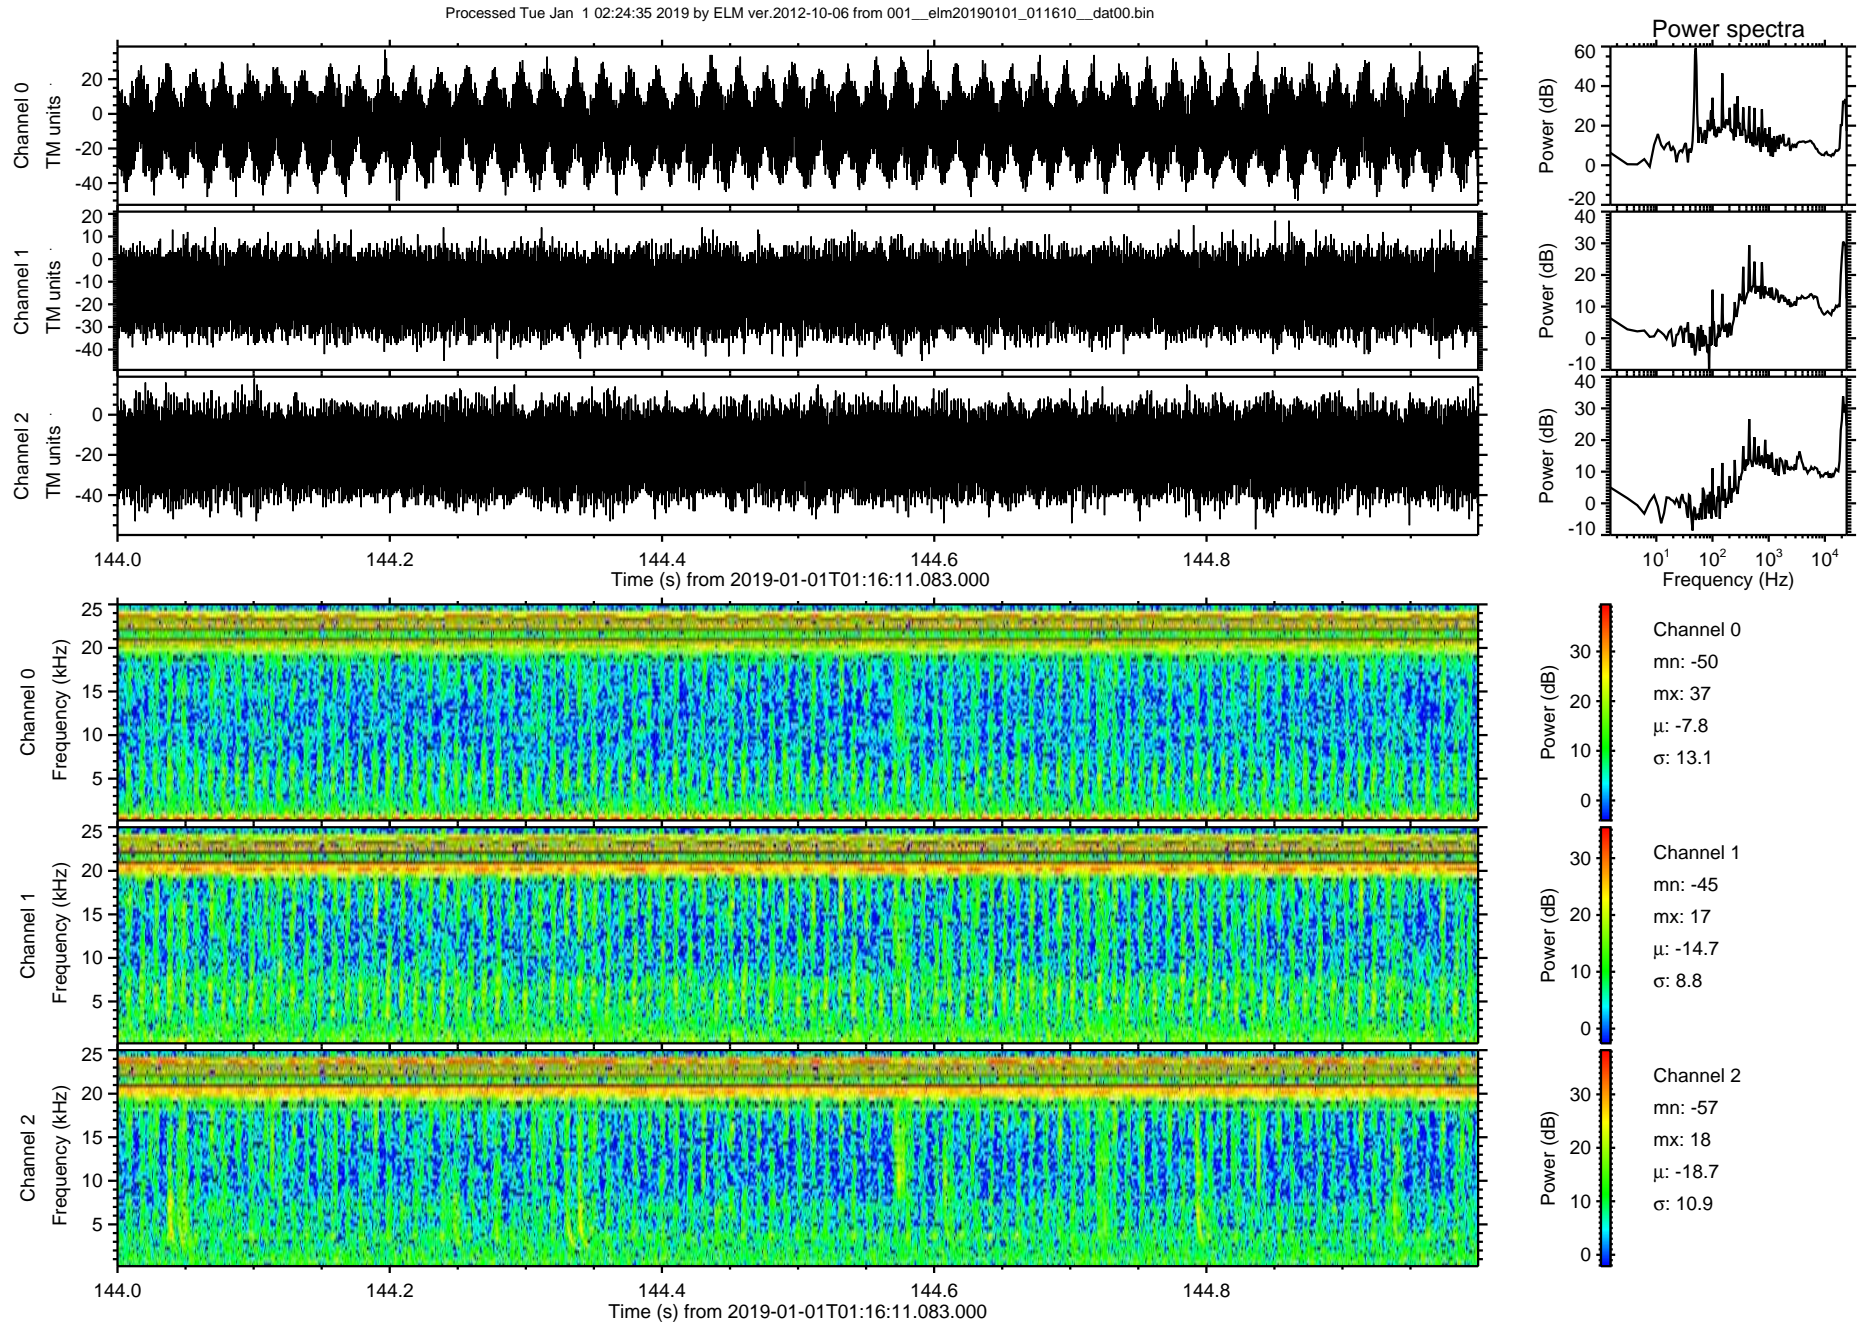 Processed Tue Jan  1 02:24:35 2019 by ELM ver.2012-10-06 from 001__elm20190101_011610__dat00.bin
Power spectra
Channel 0
TM units
20
0
-20
-40
Power (dB)
60
40
20
0
-20
Channel 1
TM units
20
10
0
-10
-20
-30
-40
Power (dB)
40
30
20
10
0
-10
Channel 2
TM units
0
-20
-40
Power (dB)
40
30
20
10
0
-10
144.0 144.2 144.4 144.6 144.8
Time (s) from 2019-01-01T01:16:11.083.000
10^1 10^2 10^3 10^4
Frequency (Hz)
Channel 0
Frequency (kHz)
25
20
15
10
5
Power (dB)
30
20
10
0
Channel 0
mn: -50
mx: 37
μ: -7.8
σ: 13.1
Channel 1
Frequency (kHz)
25
20
15
10
5
Power (dB)
30
20
10
0
Channel 1
mn: -45
mx: 17
μ: -14.7
σ: 8.8
Channel 2
Frequency (kHz)
25
20
15
10
5
Power (dB)
30
20
10
0
Channel 2
mn: -57
mx: 18
μ: -18.7
σ: 10.9
144.0 144.2 144.4 144.6 144.8
Time (s) from 2019-01-01T01:16:11.083.000